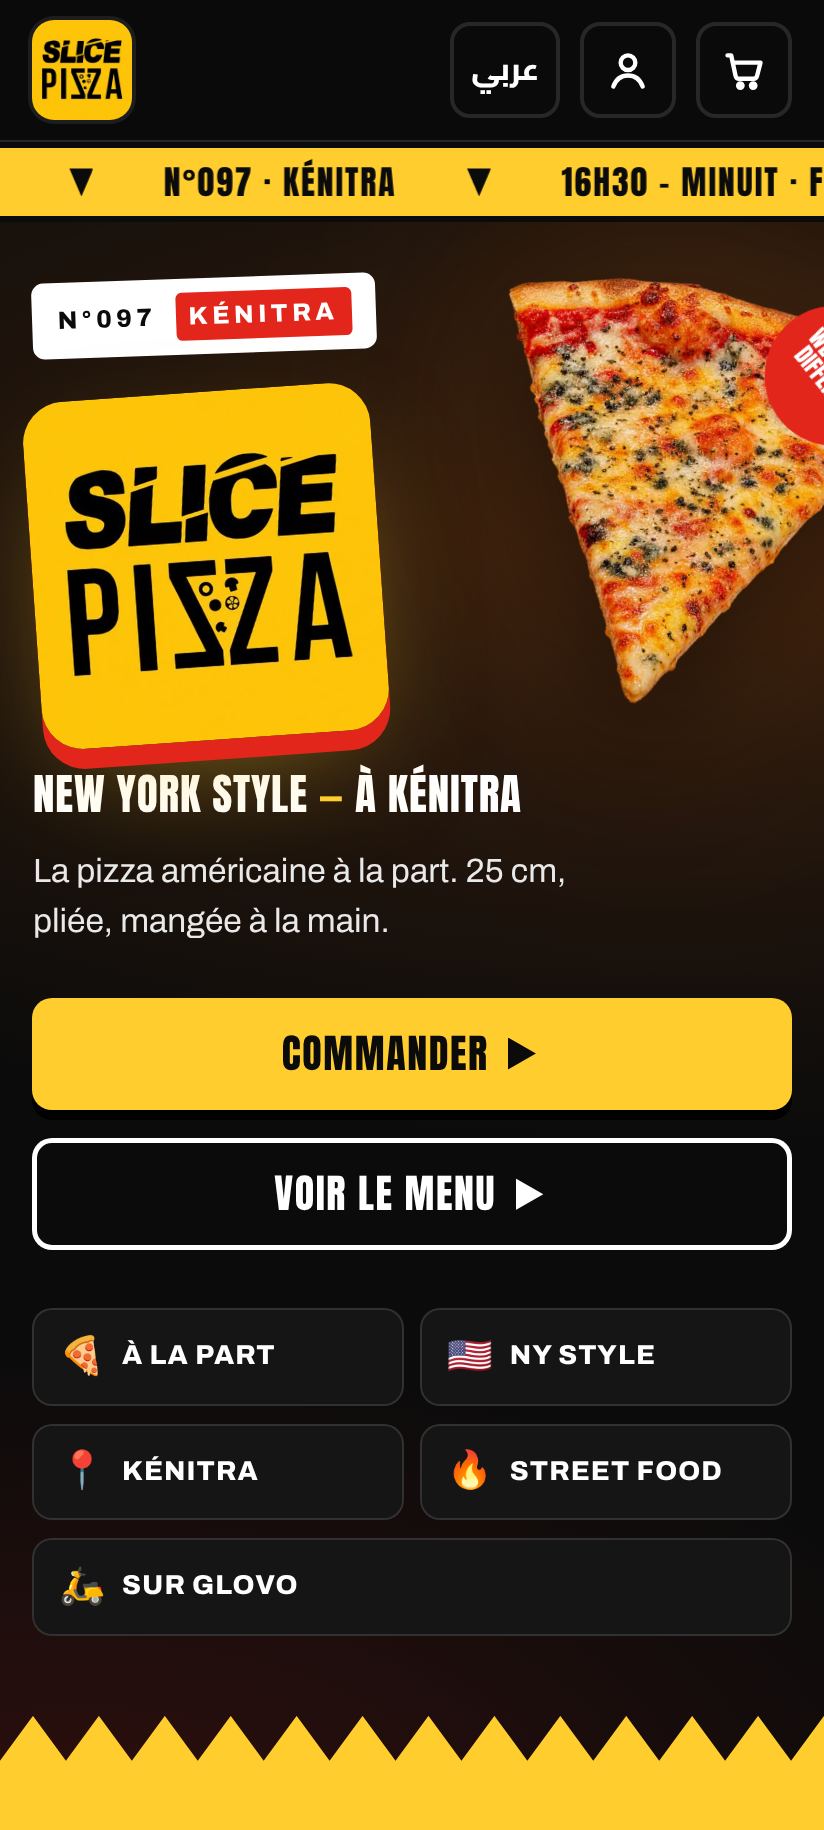 SLICE
PIZZA
عربي
N°097 · KÉNITRA
16H30 - MINUIT ·
N°097 KÉNITRA
SLICE
PIZZA
NEW YORK STYLE – À KÉNITRA
La pizza américaine à la part. 25 cm,
pliée, mangée à la main.
COMMANDER
VOIR LE MENU
À LA PART
NY STYLE
KÉNITRA
STREET FOOD
SUR GLOVO